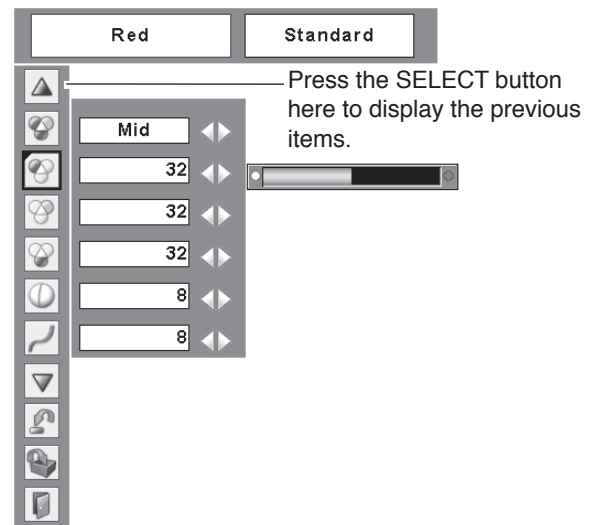 Red Standard
Press the SELECT button
here to display the previous
items.
Mid
32
32
32
8
8